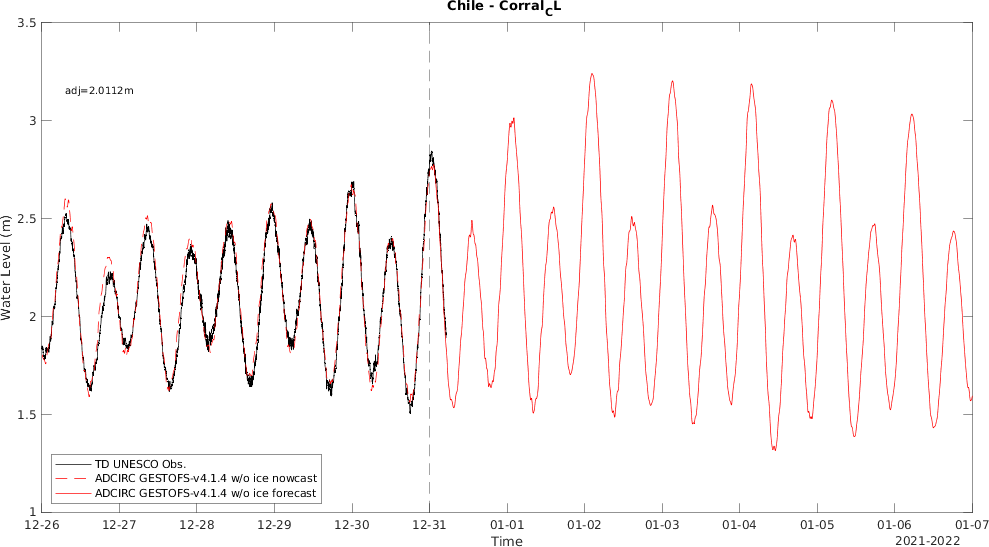 Chile - Corral_CL
adj=2.0112m
3.5
3
2.5
2
1.5
1
Water Level (m)
TD UNESCO Obs.
ADCIRC GESTOFS-v4.1.4 w/o ice nowcast
ADCIRC GESTOFS-v4.1.4 w/o ice forecast
12-26 12-27 12-28 12-29 12-30 12-31 01-01 01-02 01-03 01-04 01-05 01-06 01-07
Time
2021-2022